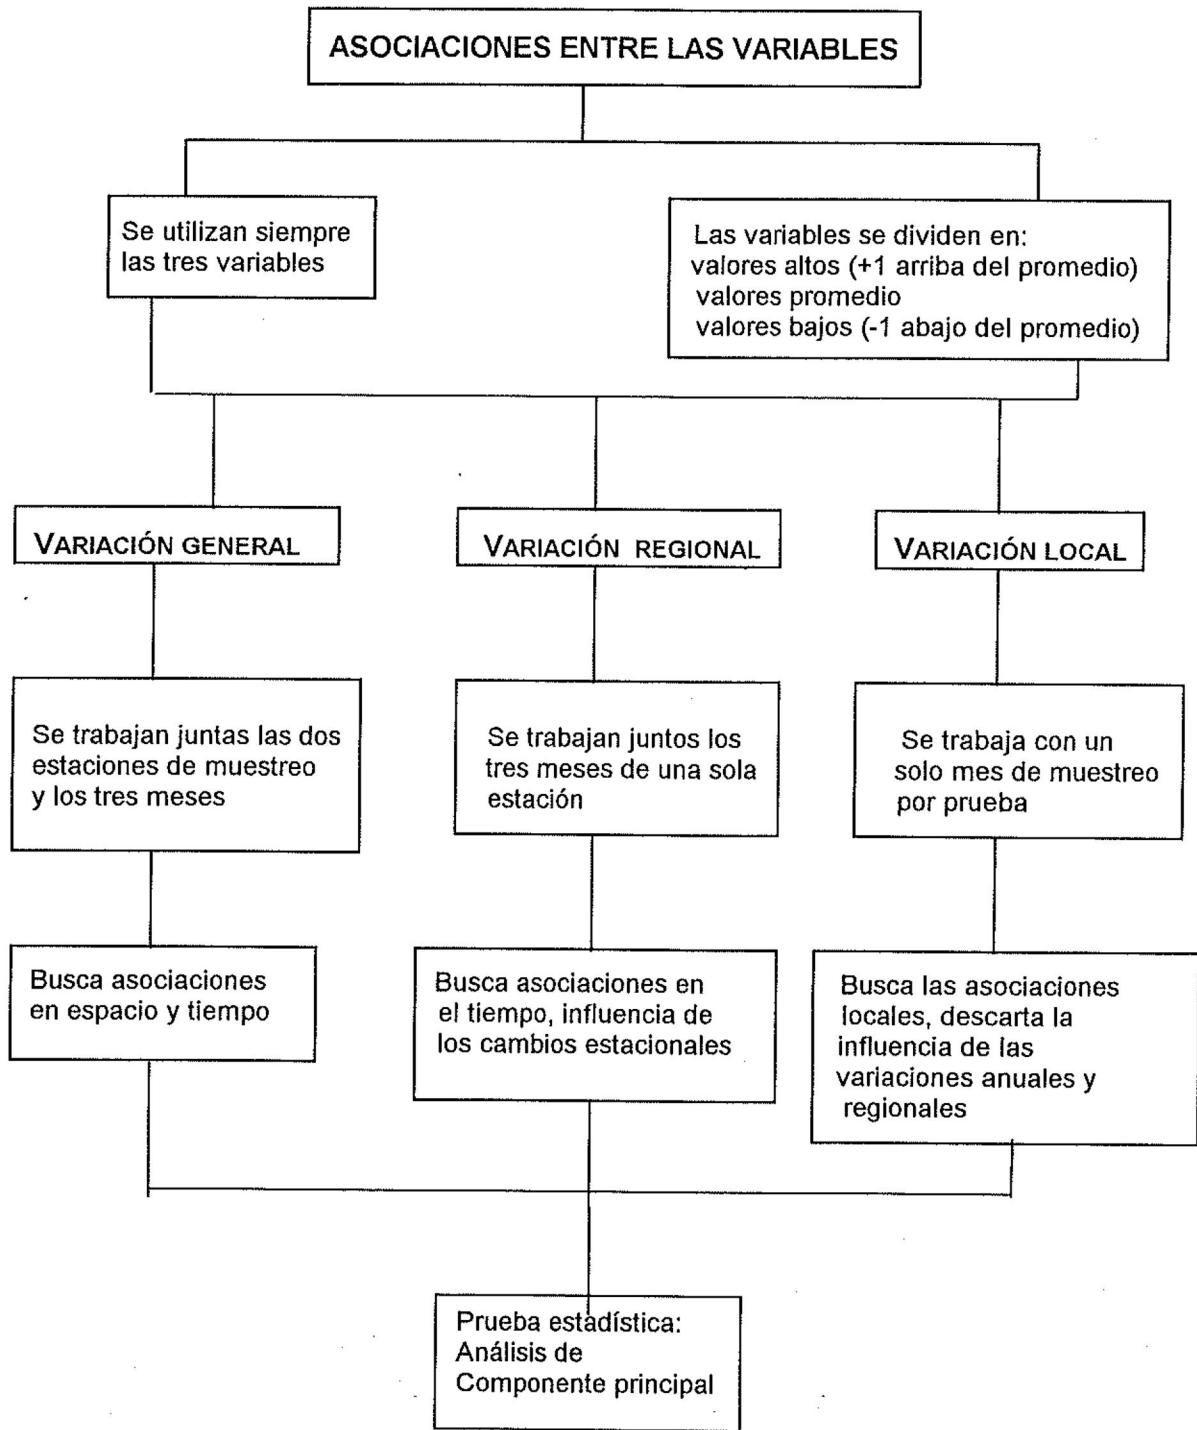 ASOCIACIONES ENTRE LAS VARIABLES
Se utilizan siempre
las tres variables
Las variables se dividen en:
valores altos (+1 arriba del promedio)
valores promedio
valores bajos (-1 abajo del promedio)
VARIACIÓN GENERAL
VARIACIÓN REGIONAL
VARIACIÓN LOCAL
Se trabajan juntas las dos
estaciones de muestreo
y los tres meses
Se trabajan juntos los
tres meses de una sola
estación
Se trabaja con un
solo mes de muestreo
por prueba
Busca asociaciones
en espacio y tiempo
Busca asociaciones en
el tiempo, influencia de
los cambios estacionales
Busca las asociaciones
locales, descarta la
influencia de las
variaciones anuales y
regionales
Prueba estadística:
Análisis de
Componente principal